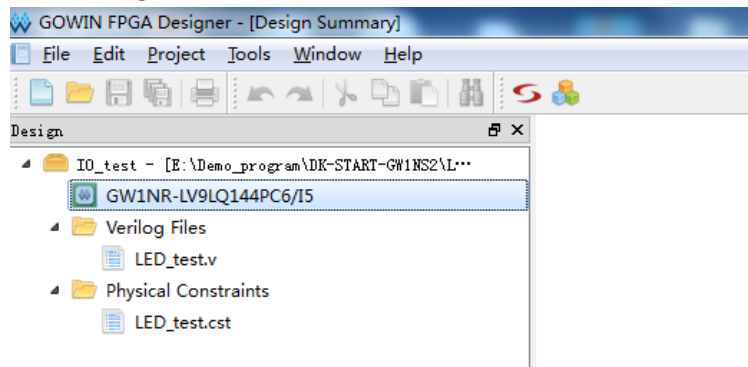 GOWIN FPGA Designer - [Design Summary]
File Edit Project Tools Window Help
Design
IO_test - [E:\Demo_program\DK-START-GW1NS2\L···
GW1NR-LV9LQ144PC6/I5
Verilog Files
LED_test.v
Physical Constraints
LED_test.cst